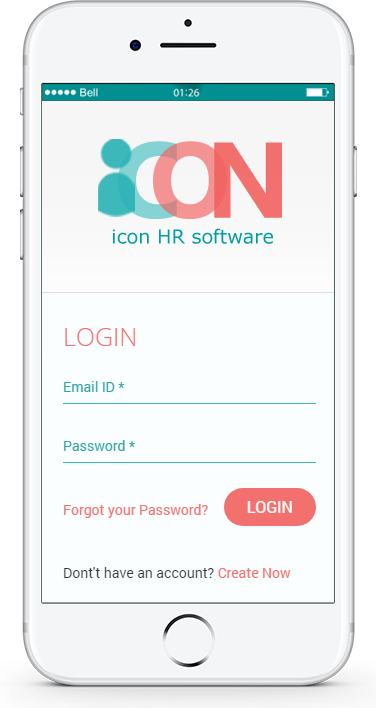 Bell 01:26
iCON
icon HR software
LOGIN
Email ID *
Password *
Forgot your Password? LOGIN
Dont't have an account? Create Now